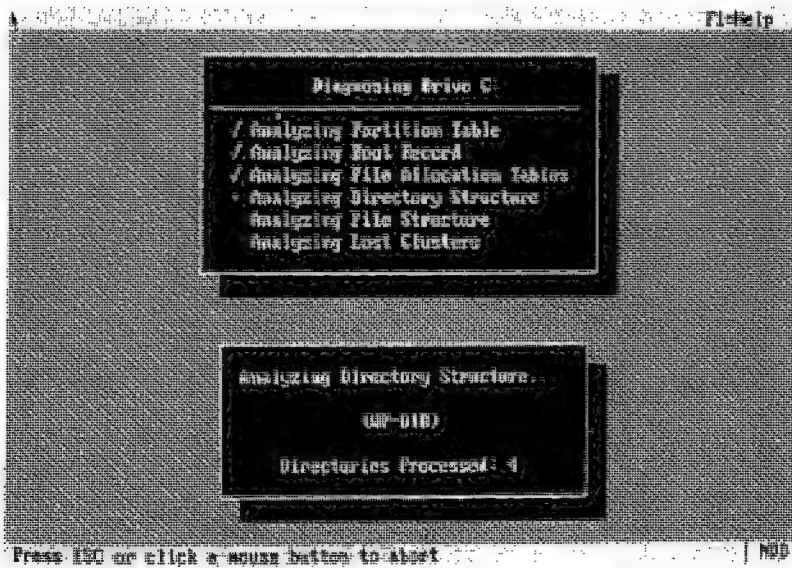 F1=Help
Diagnosing Drive C:
√ Analyzing Partition Table
√ Analyzing Boot Record
√ Analyzing File Allocation Tables
· Analyzing Directory Structure
Analyzing File Structure
Analyzing Lost Clusters
Analyzing Directory Structure...
Directories Processed: 4
Press ESC or click a mouse button to abort
NDD